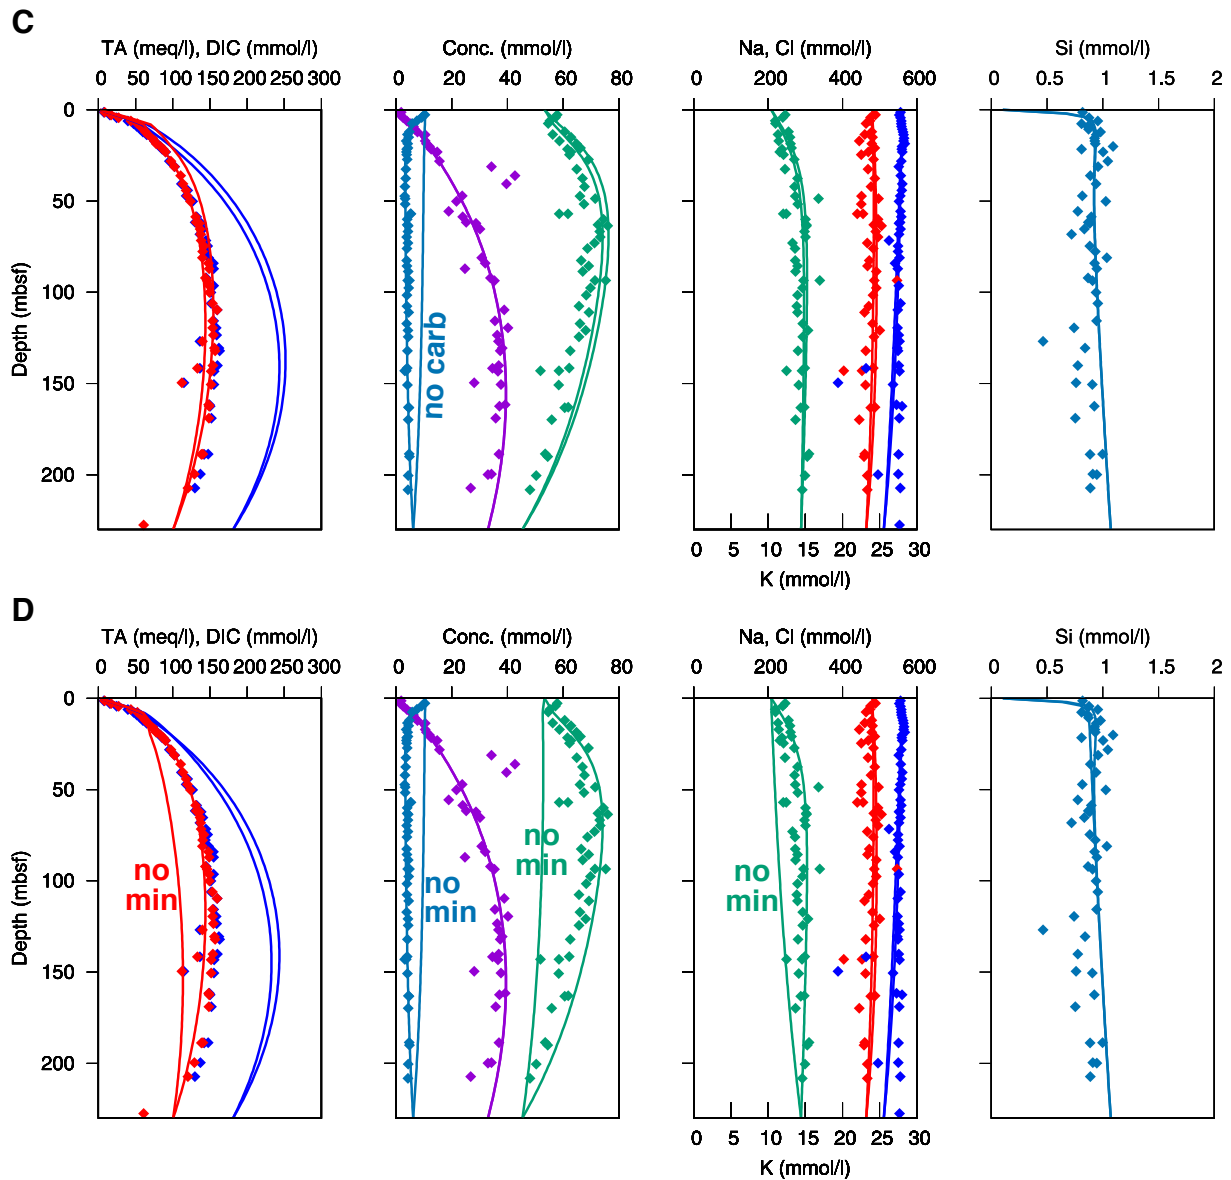 C
TA (meq/l), DIC (mmol/l)
Conc. (mmol/l)
Na, Cl (mmol/l)
Si (mmol/l)
0 50 100 150 200 250 300
0 20 40 60 80
0 200 400 600
0 0.5 1 1.5 2
0
50
100
150
200
Depth (mbsf)
no carb
0 5 10 15 20 25 30
K (mmol/l)
D
TA (meq/l), DIC (mmol/l)
Conc. (mmol/l)
Na, Cl (mmol/l)
Si (mmol/l)
0 50 100 150 200 250 300
0 20 40 60 80
0 200 400 600
0 0.5 1 1.5 2
0
50
100
150
200
Depth (mbsf)
no
min
no
min
no
min
no
min
0 5 10 15 20 25 30
K (mmol/l)